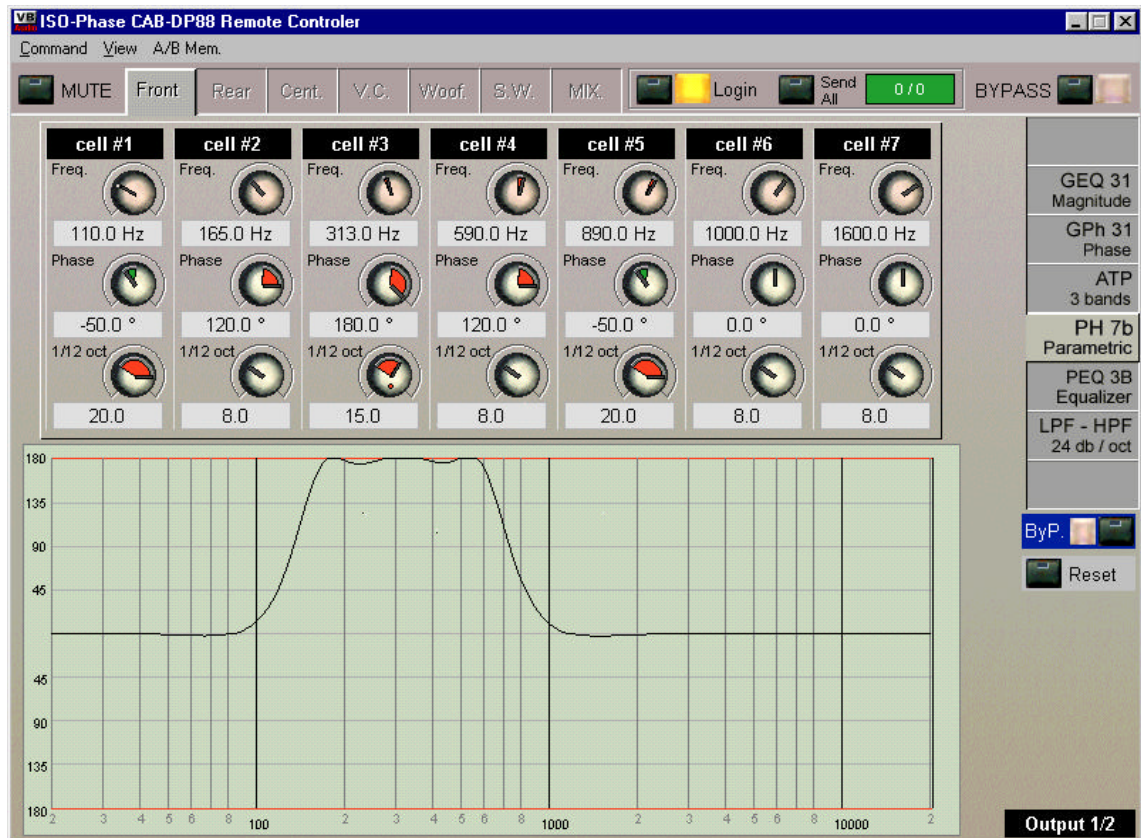 VB Audio ISO-Phase CAB-DP88 Remote Controler
Command View A/B Mem.
MUTE Front Rear Cent. V.C. Woof. S.W. MIX. Login Send All 0 / 0 BYPASS
cell #1 cell #2 cell #3 cell #4 cell #5 cell #6 cell #7
Freq. Freq. Freq. Freq. Freq. Freq. Freq.
110.0 Hz 165.0 Hz 313.0 Hz 590.0 Hz 890.0 Hz 1000.0 Hz 1600.0 Hz
Phase Phase Phase Phase Phase Phase Phase
-50.0 ° 120.0 ° 180.0 ° 120.0 ° -50.0 ° 0.0 ° 0.0 °
1/12 oct 1/12 oct 1/12 oct 1/12 oct 1/12 oct 1/12 oct 1/12 oct
20.0 8.0 15.0 8.0 20.0 8.0 8.0
GEQ 31
Magnitude
GPh 31
Phase
ATP
3 bands
PH 7b
Parametric
PEQ 3B
Equalizer
LPF - HPF
24 db / oct
ByP.
Reset
180
135
90
45
45
90
135
180
2 3 4 5 6 8 100 2 3 4 5 6 8 1000 2 3 4 5 6 8 10000 2
Output 1/2